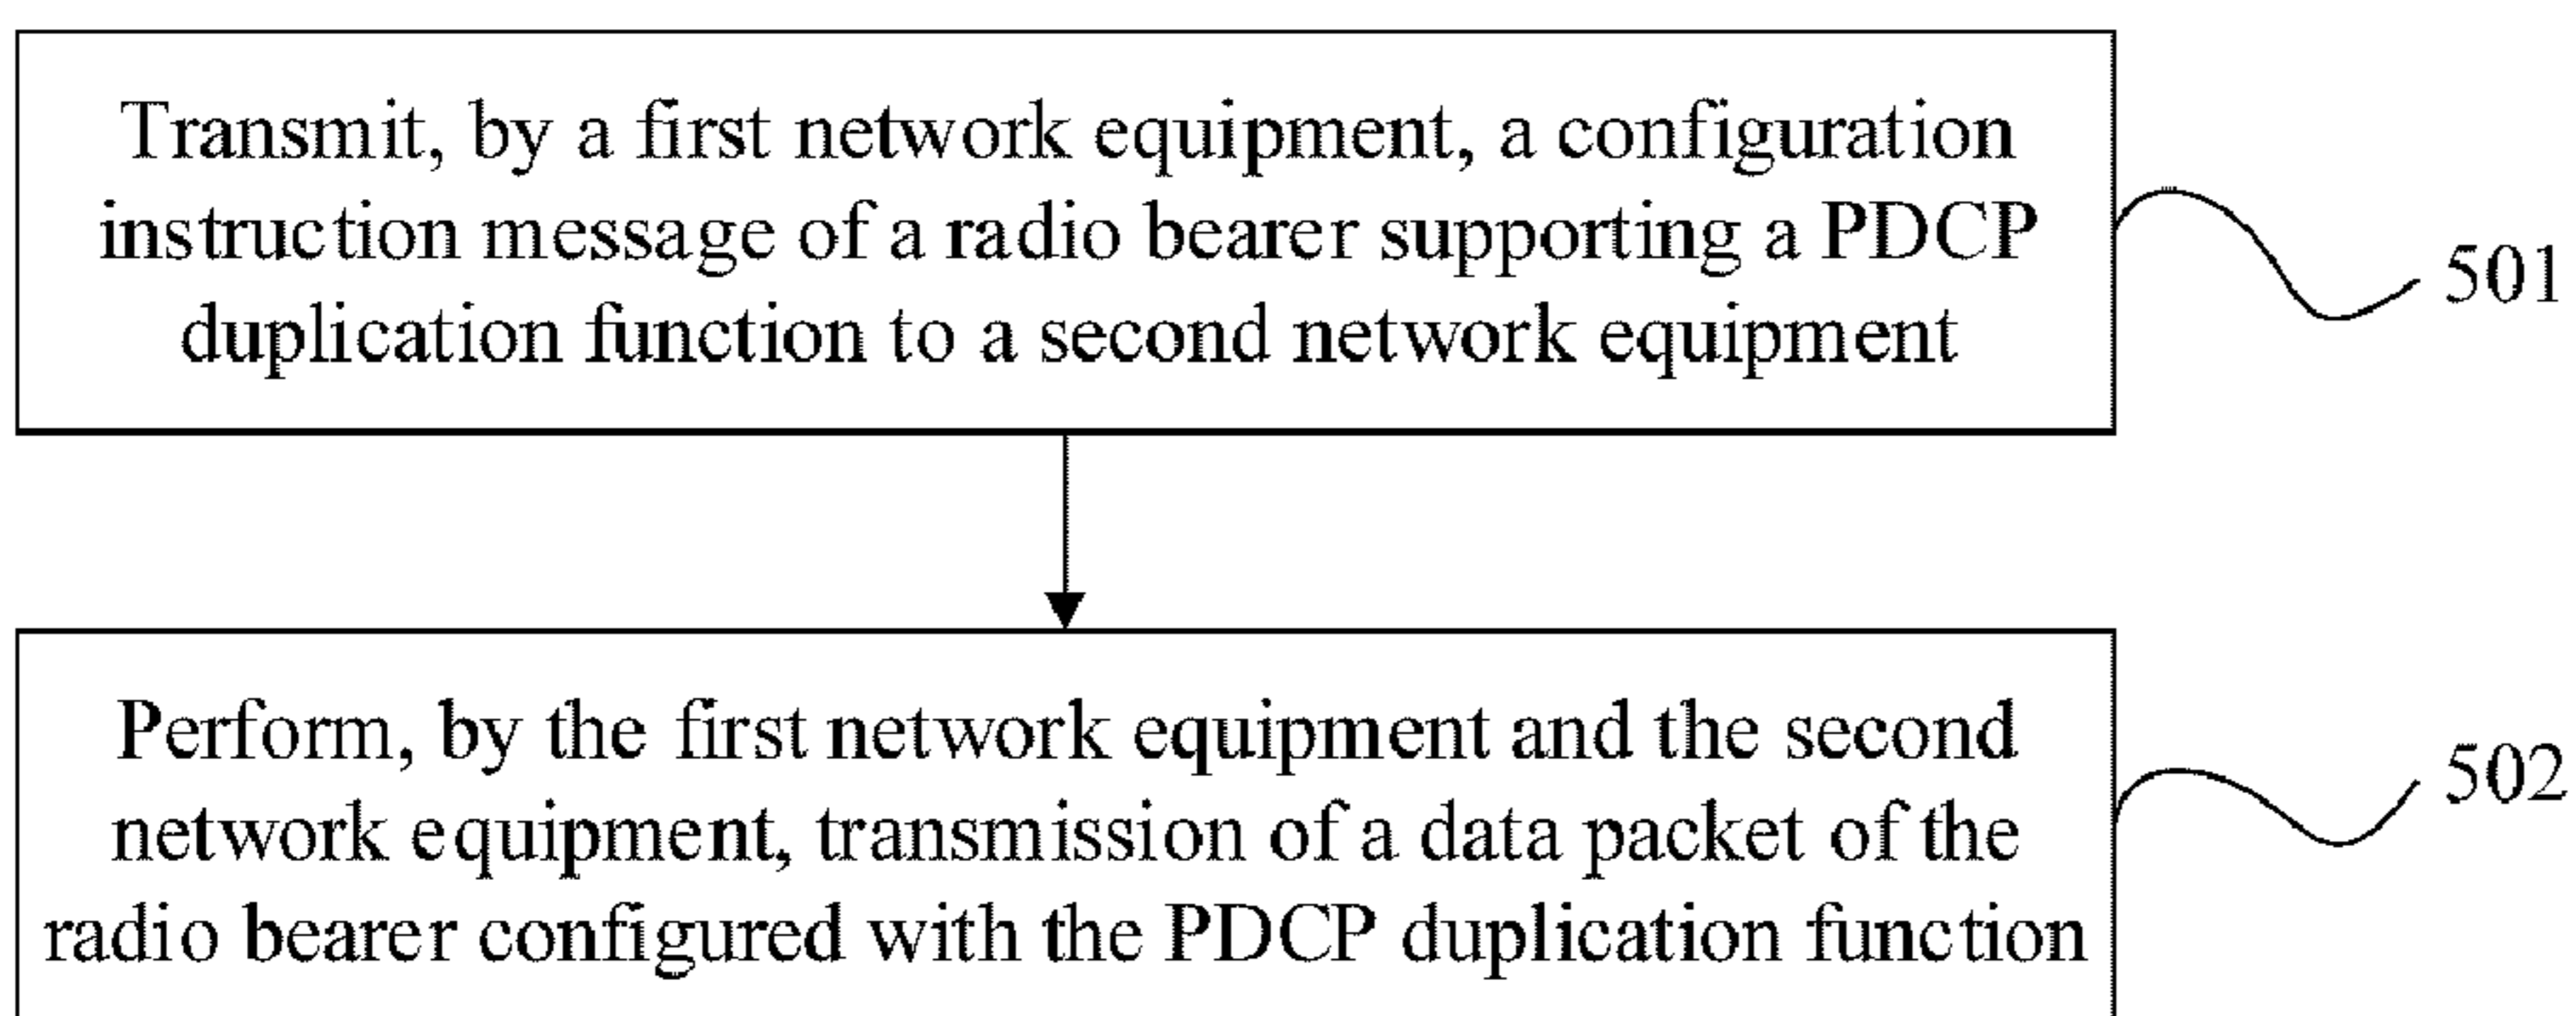 Transmit, by a first network equipment, a configuration
instruction message of a radio bearer supporting a PDCP
duplication function to a second network equipment
501
Perform, by the first network equipment and the second
network equipment, transmission of a data packet of the
radio bearer configured with the PDCP duplication function
502